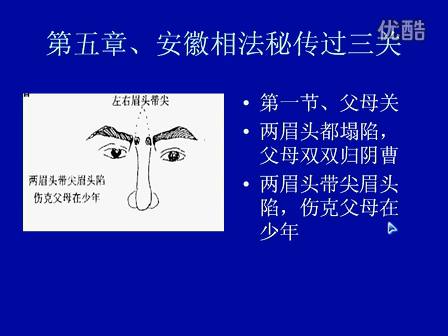 优酷
第五章、安徽相法秘传过三关
左右眉头带尖
两眉头带尖眉头陷
伤克父母在少年
• 第一节、父母关
• 两眉头都塌陷，
父母双双归阴曹
• 两眉头带尖眉头
陷，伤克父母在
少年